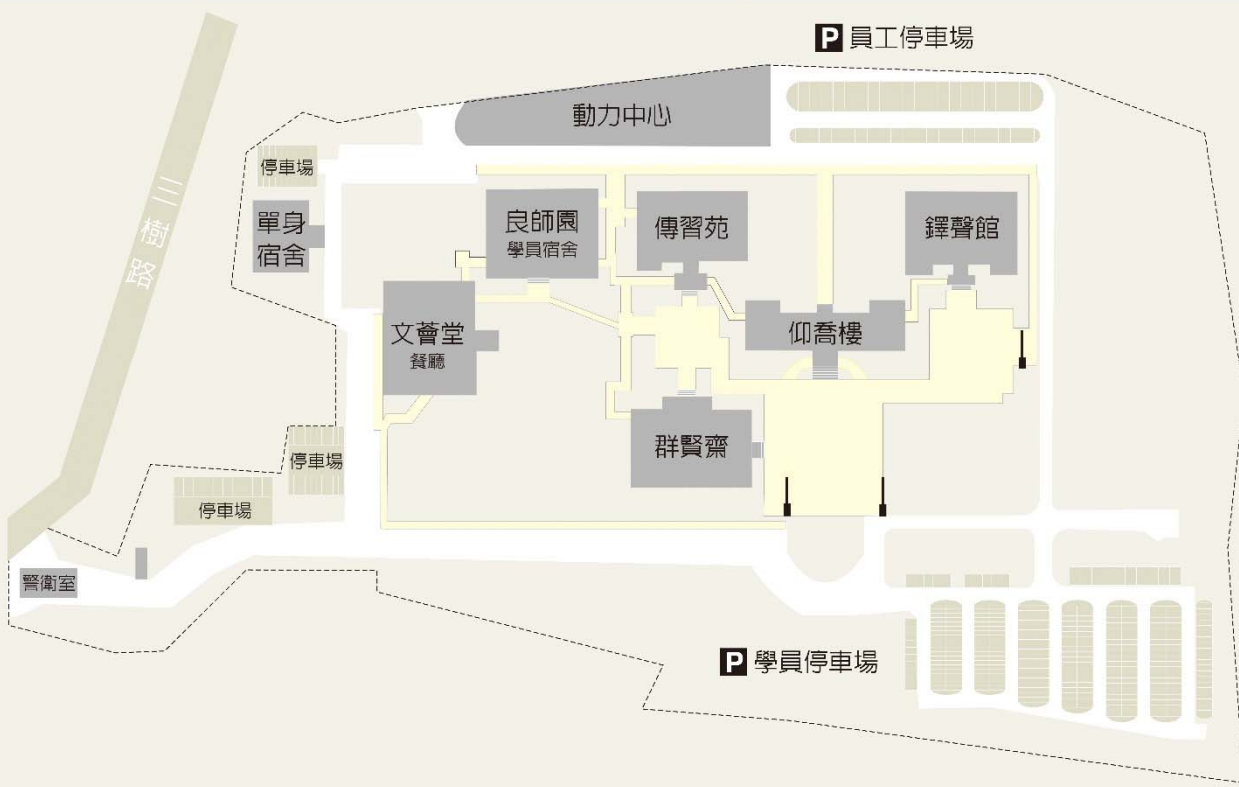 P 員工停車場
動力中心
停車場
三樹路
單身
宿舍
良師園
學員宿舍
傳習苑
鐸聲館
文薈堂
餐廳
仰喬樓
群賢齋
停車場
停車場
警衛室
P 學員停車場